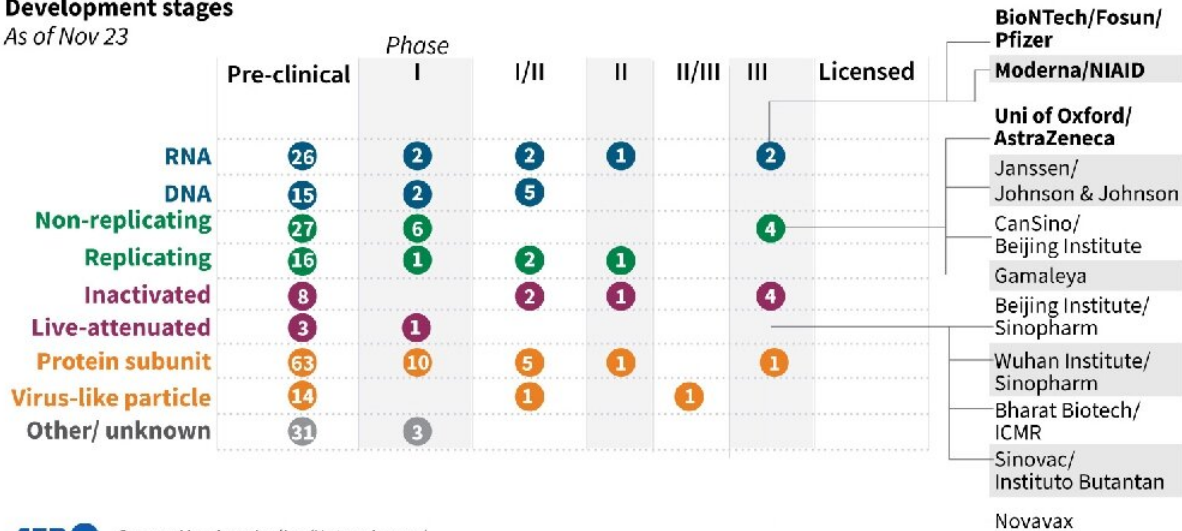 Development stages
As of Nov 23
Phase
Pre-clinical I I/II II II/III III Licensed
RNA 26 2 2 1 2
DNA 15 2 5
Non-replicating 27 6 4
Replicating 16 1 2 1
Inactivated 8 2 1 4
Live-attenuated 3 1
Protein subunit 63 10 5 1 1
Virus-like particle 14 1 1
Other/ unknown 31 3
BioNTech/Fosun/
Pfizer
Moderna/NIAID
Uni of Oxford/
AstraZeneca
Janssen/
Johnson & Johnson
CanSino/
Beijing Institute
Gamaleya
Beijing Institute/
Sinopharm
Wuhan Institute/
Sinopharm
Bharat Biotech/
ICMR
Sinovac/
Instituto Butantan
Novavax